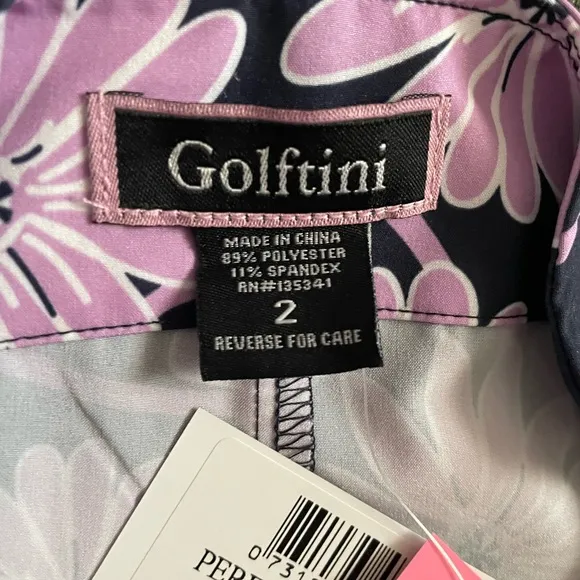 Golftini
MADE IN CHINA
89% POLYESTER
11% SPANDEX
RN#135341
2
REVERSE FOR CARE